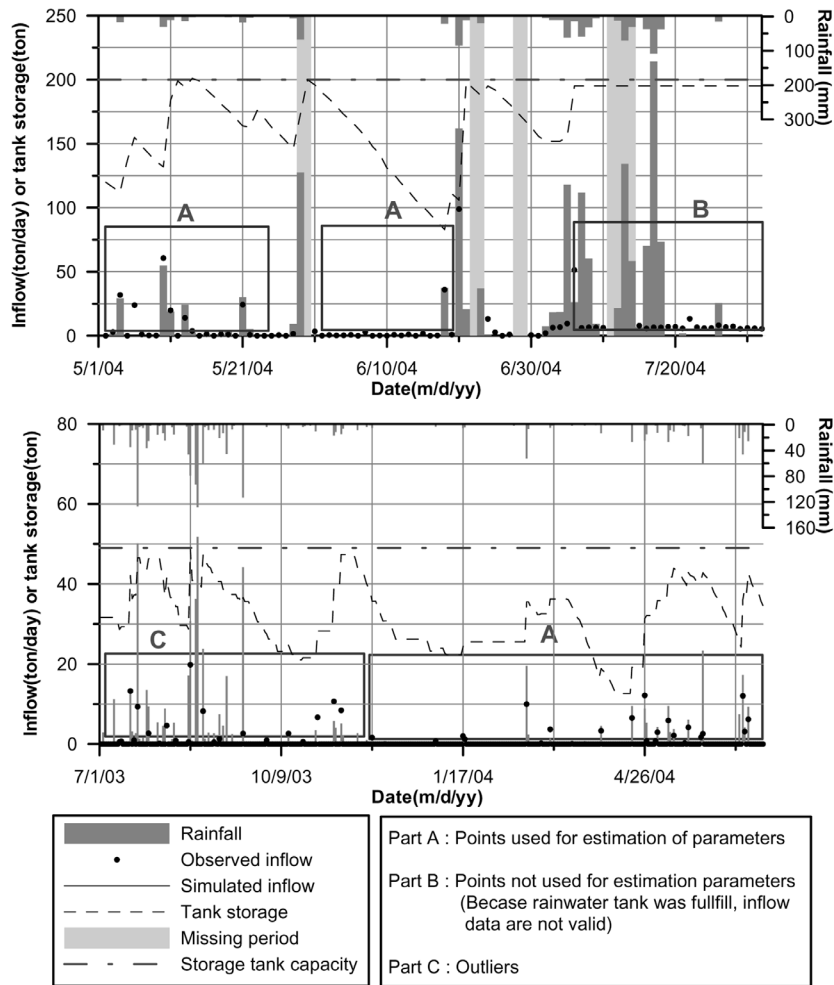 250
200
150
100
50
0
Inflow(ton/day) or tank storage(ton)
0
100
200
300
Rainfall (mm)
A
A
B
5/1/04
5/21/04
6/10/04
6/30/04
7/20/04
Date(m/d/yy)
80
60
40
20
0
Inflow(ton/day) or tank storage(ton)
0
40
80
120
160
Rainfall (mm)
C
A
7/1/03
10/9/03
1/17/04
4/26/04
Date(m/d/yy)
Rainfall
Observed inflow
Simulated inflow
Tank storage
Missing period
Storage tank capacity
Part A : Points used for estimation of parameters
Part B : Points not used for estimation parameters
(Becase rainwater tank was fullfill, inflow
data are not valid)
Part C : Outliers